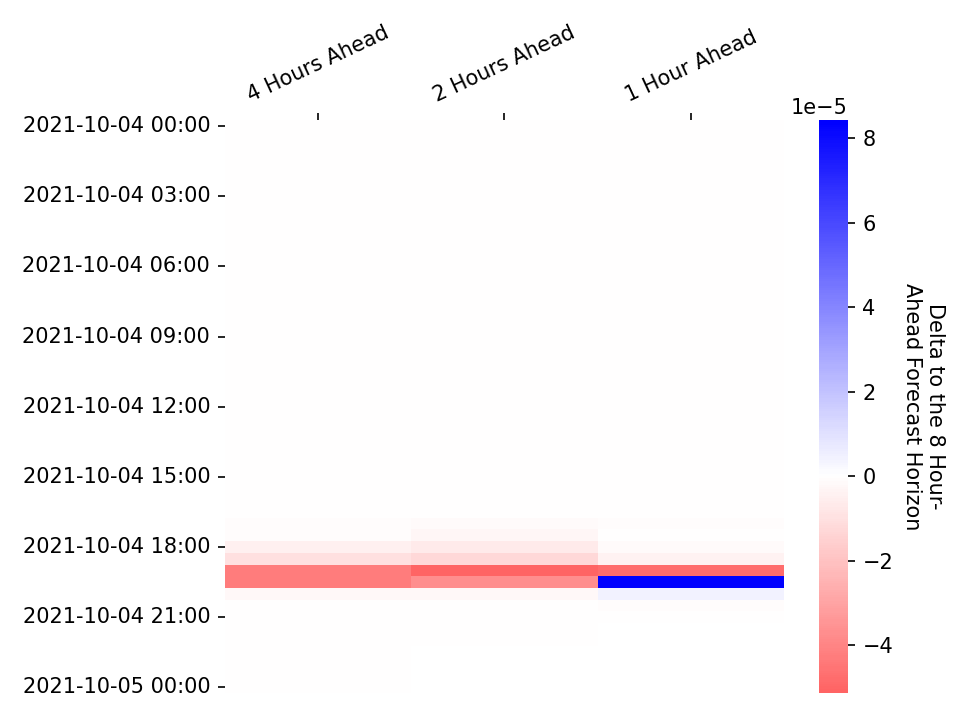 4 Hours Ahead
2 Hours Ahead
1 Hour Ahead
1e−5
2021-10-04 00:00
2021-10-04 03:00
2021-10-04 06:00
2021-10-04 09:00
2021-10-04 12:00
2021-10-04 15:00
2021-10-04 18:00
2021-10-04 21:00
2021-10-05 00:00
8
6
4
2
0
−2
−4
Delta to the 8 Hour-
Ahead Forecast Horizon